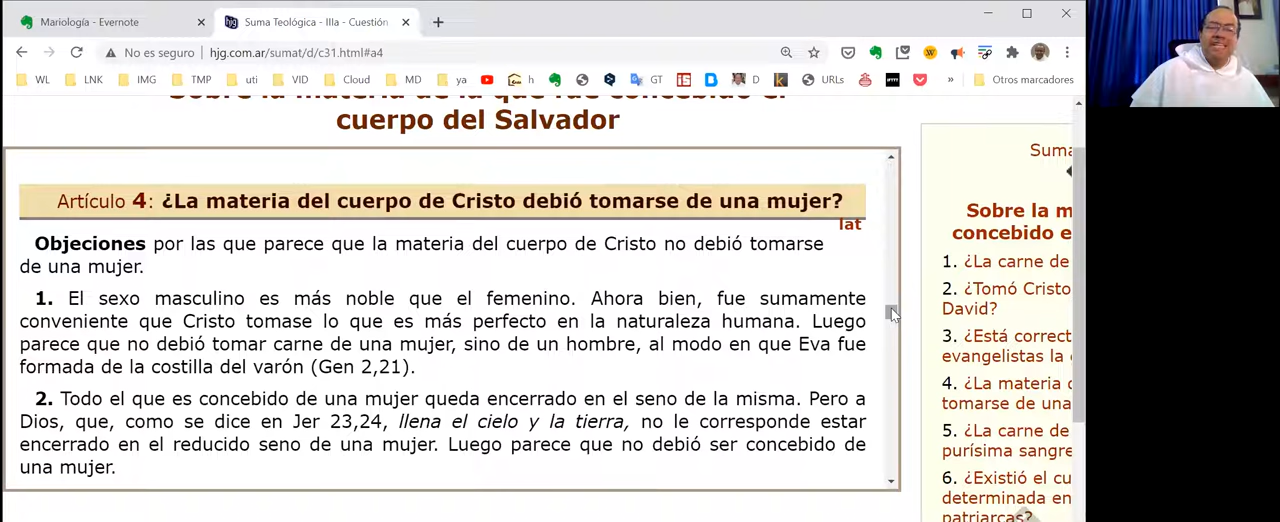 Mariología - Evernote
Suma Teológica - IIIa - Cuestión
No es seguro | hjg.com.ar/sumat/d/c31.html#a4
WL LNK IMG TMP uti VID Cloud MD ya h GT D URLs » Otros marcadores
Sobre la materia de la que fue concebido el
cuerpo del Salvador
Artículo 4: ¿La materia del cuerpo de Cristo debió tomarse de una mujer?
lat
Objeciones por las que parece que la materia del cuerpo de Cristo no debió tomarse
de una mujer.
1. El sexo masculino es más noble que el femenino. Ahora bien, fue sumamente
conveniente que Cristo tomase lo que es más perfecto en la naturaleza humana. Luego
parece que no debió tomar carne de una mujer, sino de un hombre, al modo en que Eva fue
formada de la costilla del varón (Gen 2,21).
2. Todo el que es concebido de una mujer queda encerrado en el seno de la misma. Pero a
Dios, que, como se dice en Jer 23,24, llena el cielo y la tierra, no le corresponde estar
encerrado en el reducido seno de una mujer. Luego parece que no debió ser concebido de
una mujer.
Suma
Sobre la m
concebido e
1. ¿La carne de
2. ¿Tomó Cristo
David?
3. ¿Está correct
evangelistas la
4. ¿La materia
tomarse de una
5. ¿La carne de
purísima sangre
6. ¿Existió el cu
determinada en
patriarcas?